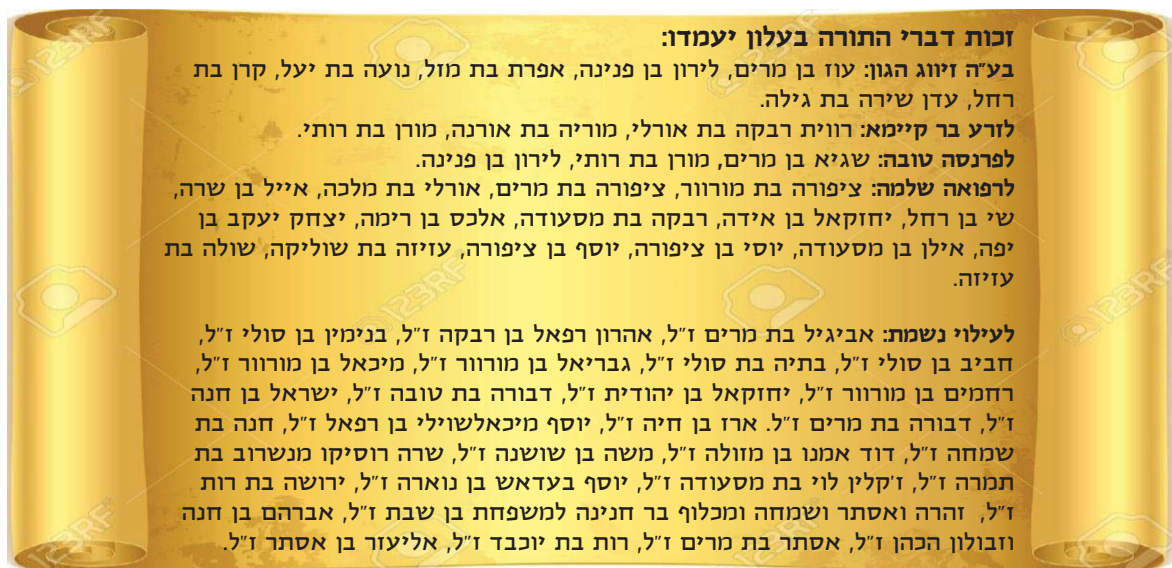 זכות דברי התורה בעלון יעמדו:
בע"ה זיווג הגון: עוז בן מרים, לירון בן פנינה, אפרת בת מזל, נועה בת יעל, קרן בת
רחל, עדן שירה בת גילה.
לזרע בר קיימא: רווית רבקה בת אורלי, מוריה בת אורנה, מורן בת רותי.
לפרנסה טובה: שגיא בן מרים, מורן בת רותי, לירון בן פנינה.
לרפואה שלמה: ציפורה בת מורוור, ציפורה בת מרים, אורלי בת מלכה, אייל בן שרה,
שי בן רחל, יחזקאל בן אידה, רבקה בת מסעודה, אלכס בן רימה, יצחק יעקב בן
יפה, אילן בן מסעודה, יוסי בן ציפורה, יוסף בן ציפורה, עזיזה בת שוליקה, שולה בת
עזיזה.
לעילוי נשמת: אביגיל בת מרים ז"ל, אהרון רפאל בן רבקה ז"ל, בנימין בן סולי ז"ל,
חביב בן סולי ז"ל, בתיה בת סולי ז"ל, גבריאל בן מורוור ז"ל, מיכאל בן מורוור ז"ל,
רחמים בן מורוור ז"ל, יחזקאל בן יהודית ז"ל, דבורה בת טובה ז"ל, ישראל בן חנה
ז"ל, דבורה בת מרים ז"ל. ארז בן חיה ז"ל, יוסף מיכאלשוילי בן רפאל ז"ל, חנה בת
שמחה ז"ל, דוד אמנו בן מזולה ז"ל, משה בן שושנה ז"ל, שרה רוסיקו מנשרוב בת
תמרה ז"ל, ז'קלין לוי בת מסעודה ז"ל, יוסף בעדאש בן נוארה ז"ל, ירושה בת רות
ז"ל, זהרה ואסתר ושמחה ומכלוף בר חנינה למשפחת בן שבת ז"ל, אברהם בן חנה
וזבולון הכהן ז"ל, אסתר בת מרים ז"ל, רות בת יוכבד ז"ל, אליעזר בן אסתר ז"ל.
123RF